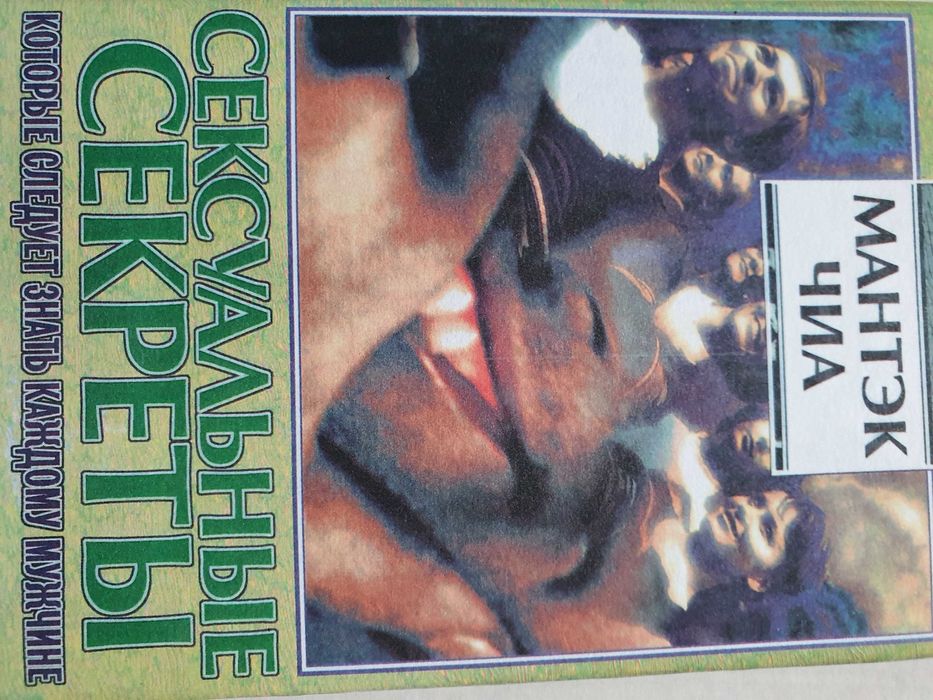 МАНТЭК
ЧИА
СЕКСУАЛЬНЫЕ
СЕКРЕТЫ
КОТОРЫЕ СЛЕДУЕТ ЗНАТЬ КАЖДОМУ МУЖЧИНЕ